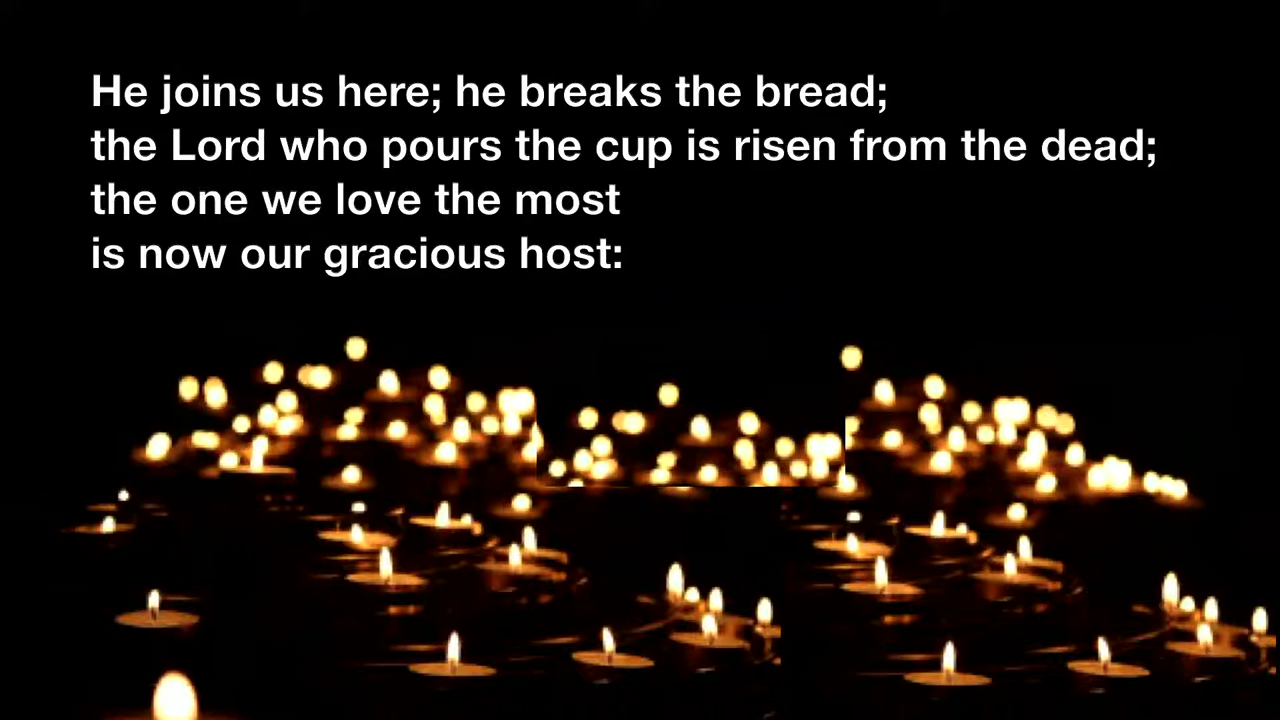 He joins us here; he breaks the bread;
the Lord who pours the cup is risen from the dead;
the one we love the most
is now our gracious host: